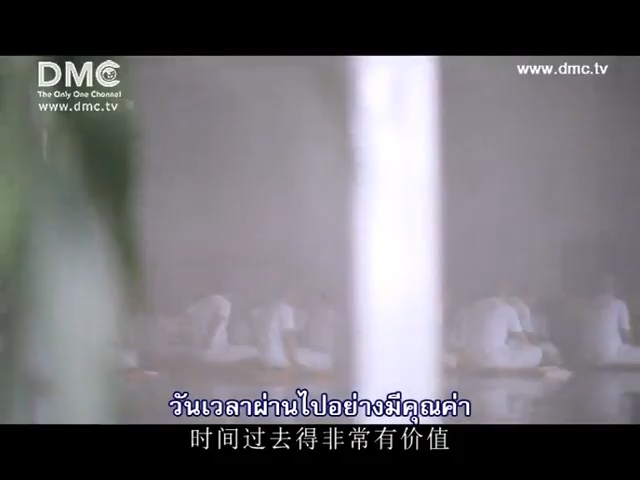 DMC
The Only One Channel
www.dmc.tv
www.dmc.tv
วันเวลาผ่านไปอย่างมีคุณค่า
时间过去得非常有价值